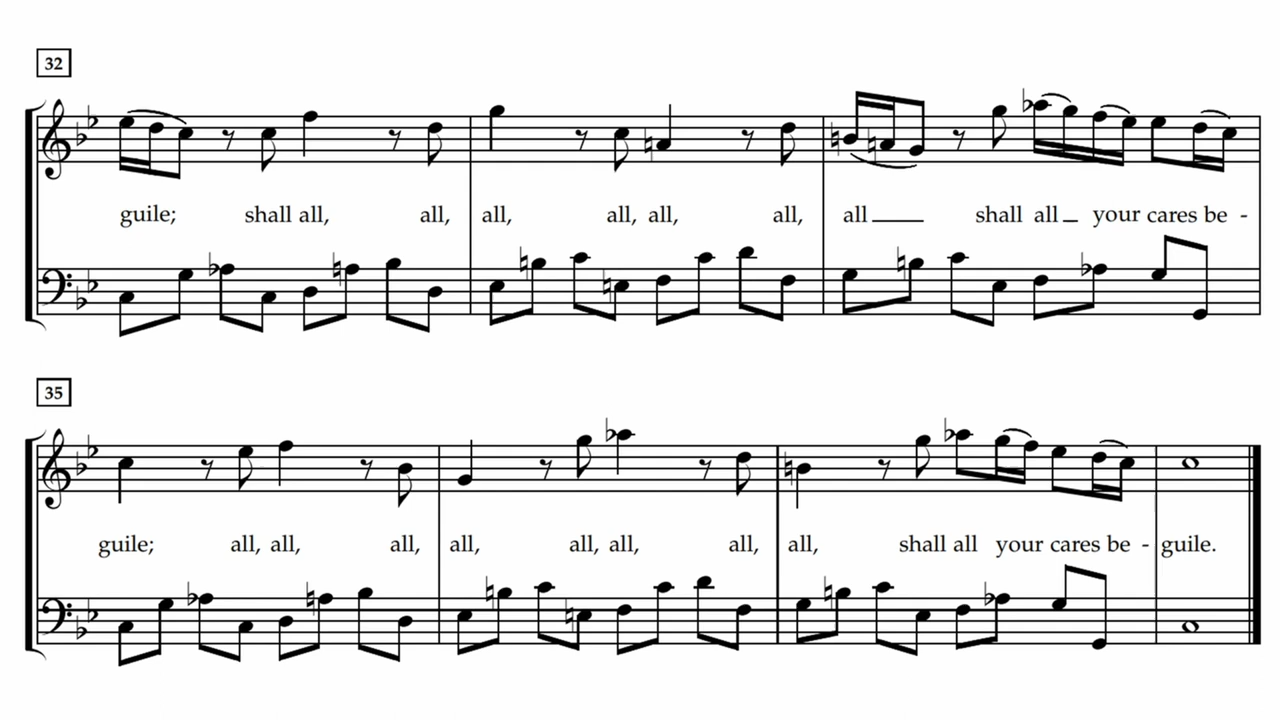 32
guile; shall all, all, all, all, all, all, all shall all your cares be -
35
guile; all, all, all, all, all, all, all, all, shall all your cares be - guile.